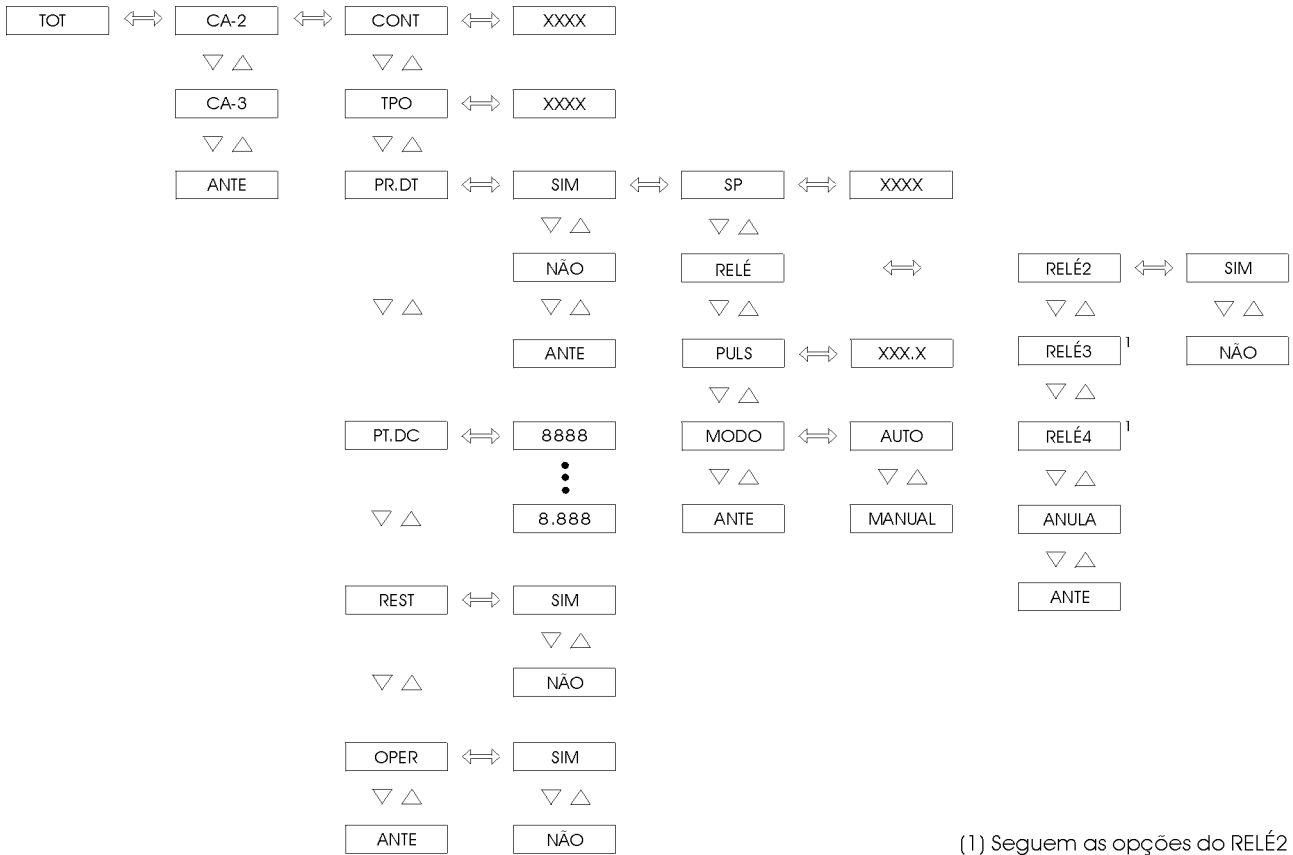 TOT CA-2 CONT XXXX
CA-3 TPO XXXX
ANTE PR.DT SIM SP XXXX
NÃO RELÉ RELÉ2 SIM
ANTE PULS XXX.X RELÉ3 1 NÃO
PT.DC 8888 MODO AUTO RELÉ4 1
8.888 ANTE MANUAL ANULA
REST SIM ANTE
NÃO
OPER SIM
ANTE NÃO
(1) Seguem as opções do RELÉ2